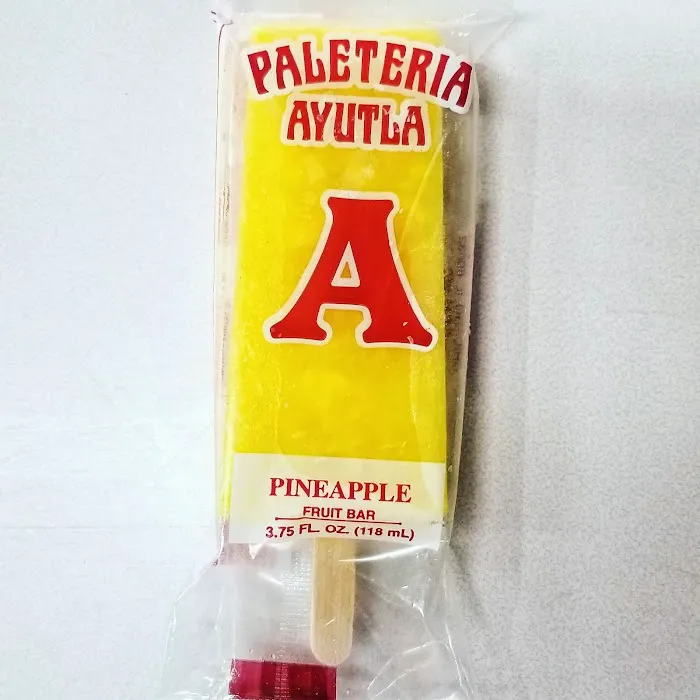 PALETERIA
AYUTLA
A
PINEAPPLE
FRUIT BAR
3.75 FL. OZ. (118 mL)